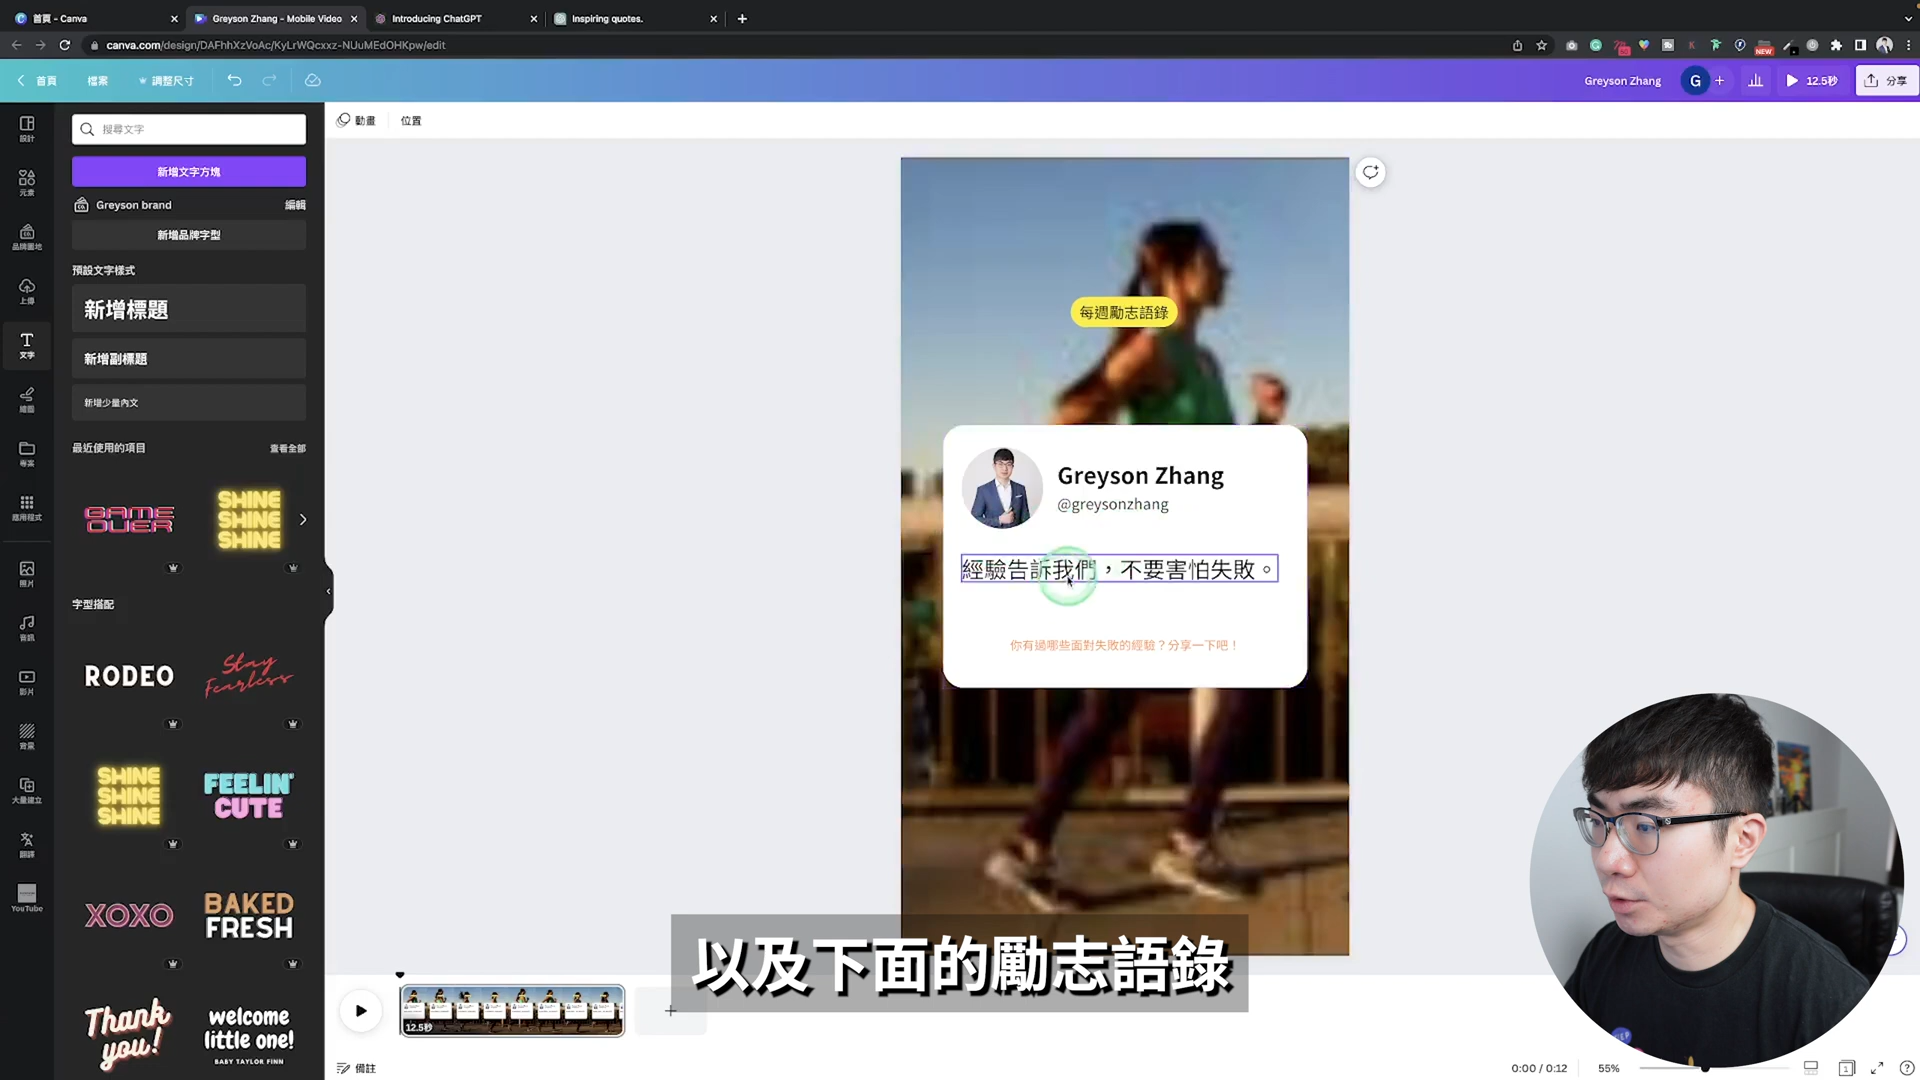 首頁 - Canva
Greyson Zhang - Mobile Video
Introducing ChatGPT
Inspiring quotes.
canva.com/design/DAFhhXzVoAc/KyLrWQcxxz-NUuMEdOHKpw/edit
NEW
首頁
檔案
調整尺寸
Greyson Zhang
G
12.5秒
分享
設計
元素
品牌園地
上傳
文字
繪圖
專案
應用程式
照片
音訊
影片
背景
大量建立
翻譯
YouTube
搜尋文字
新增文字方塊
Greyson brand
編輯
新增品牌字型
預設文字樣式
新增標題
新增副標題
新增少量內文
最近使用的項目
查看全部
GAME OVER
SHINE SHINE SHINE
字型搭配
RODEO
Stay Fearless
SHINE SHINE SHINE
FEELIN' CUTE
XOXO
BAKED FRESH
Thank you!
welcome little one!
BABY TAYLOR FINN
動畫
位置
每週勵志語錄
Greyson Zhang
@greysonzhang
經驗告訴我們，不要害怕失敗。
你有過哪些面對失敗的經驗？分享一下吧！
以及下面的勵志語錄
12.5秒
備註
0:00 / 0:12
55%
1